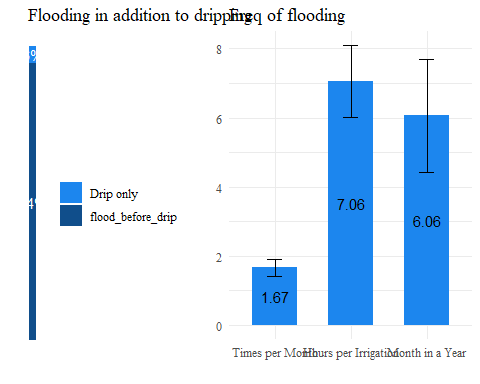 Flooding in addition to dripping
Freq of flooding
8
6
4
2
0
Drip only
flood_before_drip
1.67
7.06
6.06
Times per Month
Hours per Irrigation
Month in a Year